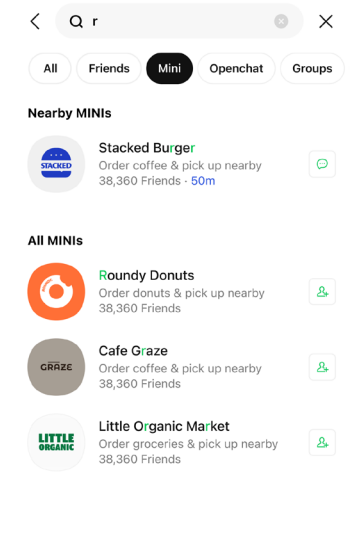 r
All
Friends
Mini
Openchat
Groups
Nearby MINIs
STACKED
Stacked Burger
Order coffee & pick up nearby
38,360 Friends · 50m
All MINIs
Roundy Donuts
Order donuts & pick up nearby
38,360 Friends
GRAZE
Cafe Graze
Order coffee & pick up nearby
38,360 Friends
LITTLE
ORGANIC
Little Organic Market
Order groceries & pick up nearby
38,360 Friends